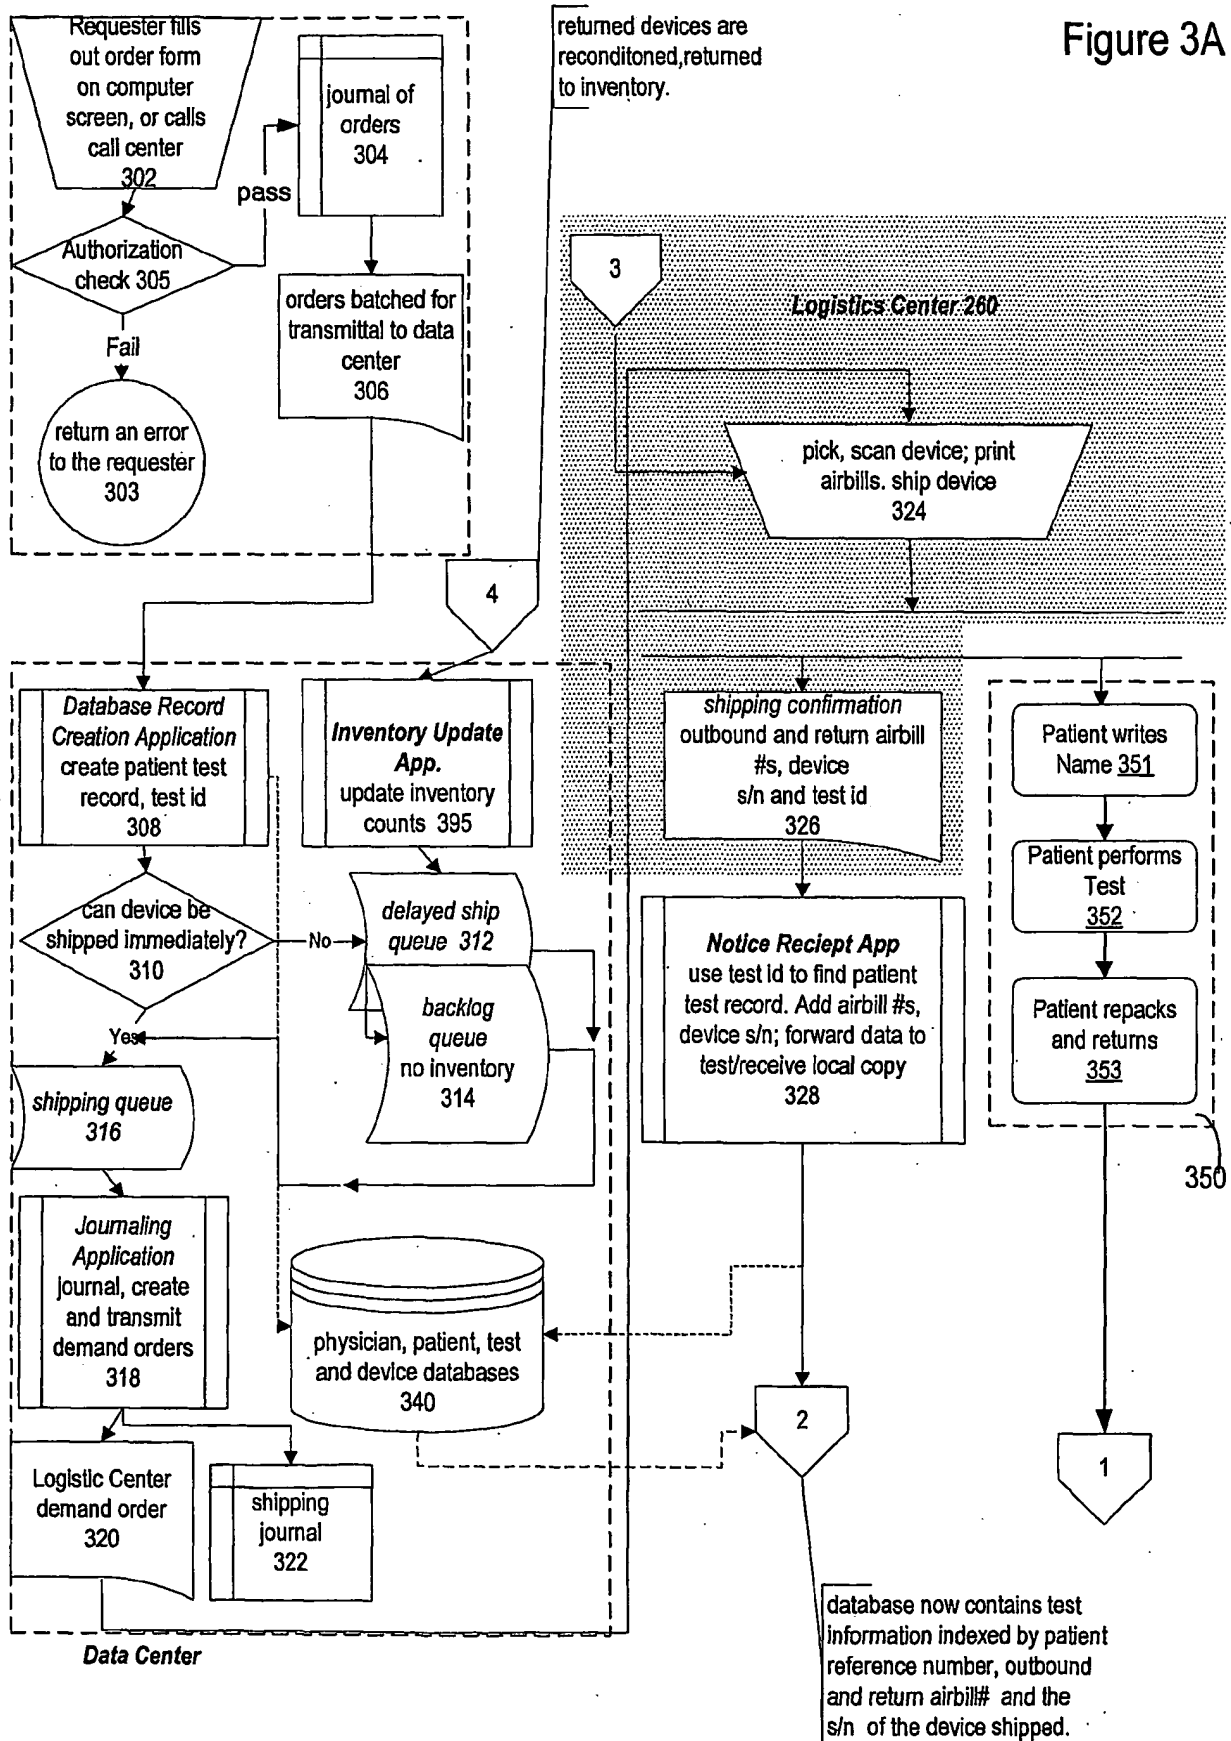 Figure 3A
Requester fills
out order form
on computer
screen, or calls
call center
302
pass
journal of
orders
304
Authorization
check 305
Fail
return an error
to the requester
303
orders batched for
transmittal to data
center
306
returned devices are
reconditoned,returned
to inventory.
3
Logistics Center 260
pick, scan device; print
airbills. ship device
324
4
Database Record
Creation Application
create patient test
record, test id
308
Inventory Update
App.
update inventory
counts 395
can device be
shipped immediately?
310
No
Yes
delayed ship
queue 312
backlog
queue
no inventory
314
shipping queue
316
Journaling
Application
journal, create
and transmit
demand orders
318
Logistic Center
demand order
320
shipping
journal
322
physician, patient, test
and device databases
340
Data Center
shipping confirmation
outbound and return airbill
#s, device
s/n and test id
326
Notice Reciept App
use test id to find patient
test record. Add airbill #s,
device s/n; forward data to
test/receive local copy
328
Patient writes
Name 351
Patient performs
Test
352
Patient repacks
and returns
353
350
2
1
database now contains test
information indexed by patient
reference number, outbound
and return airbill# and the
s/n of the device shipped.